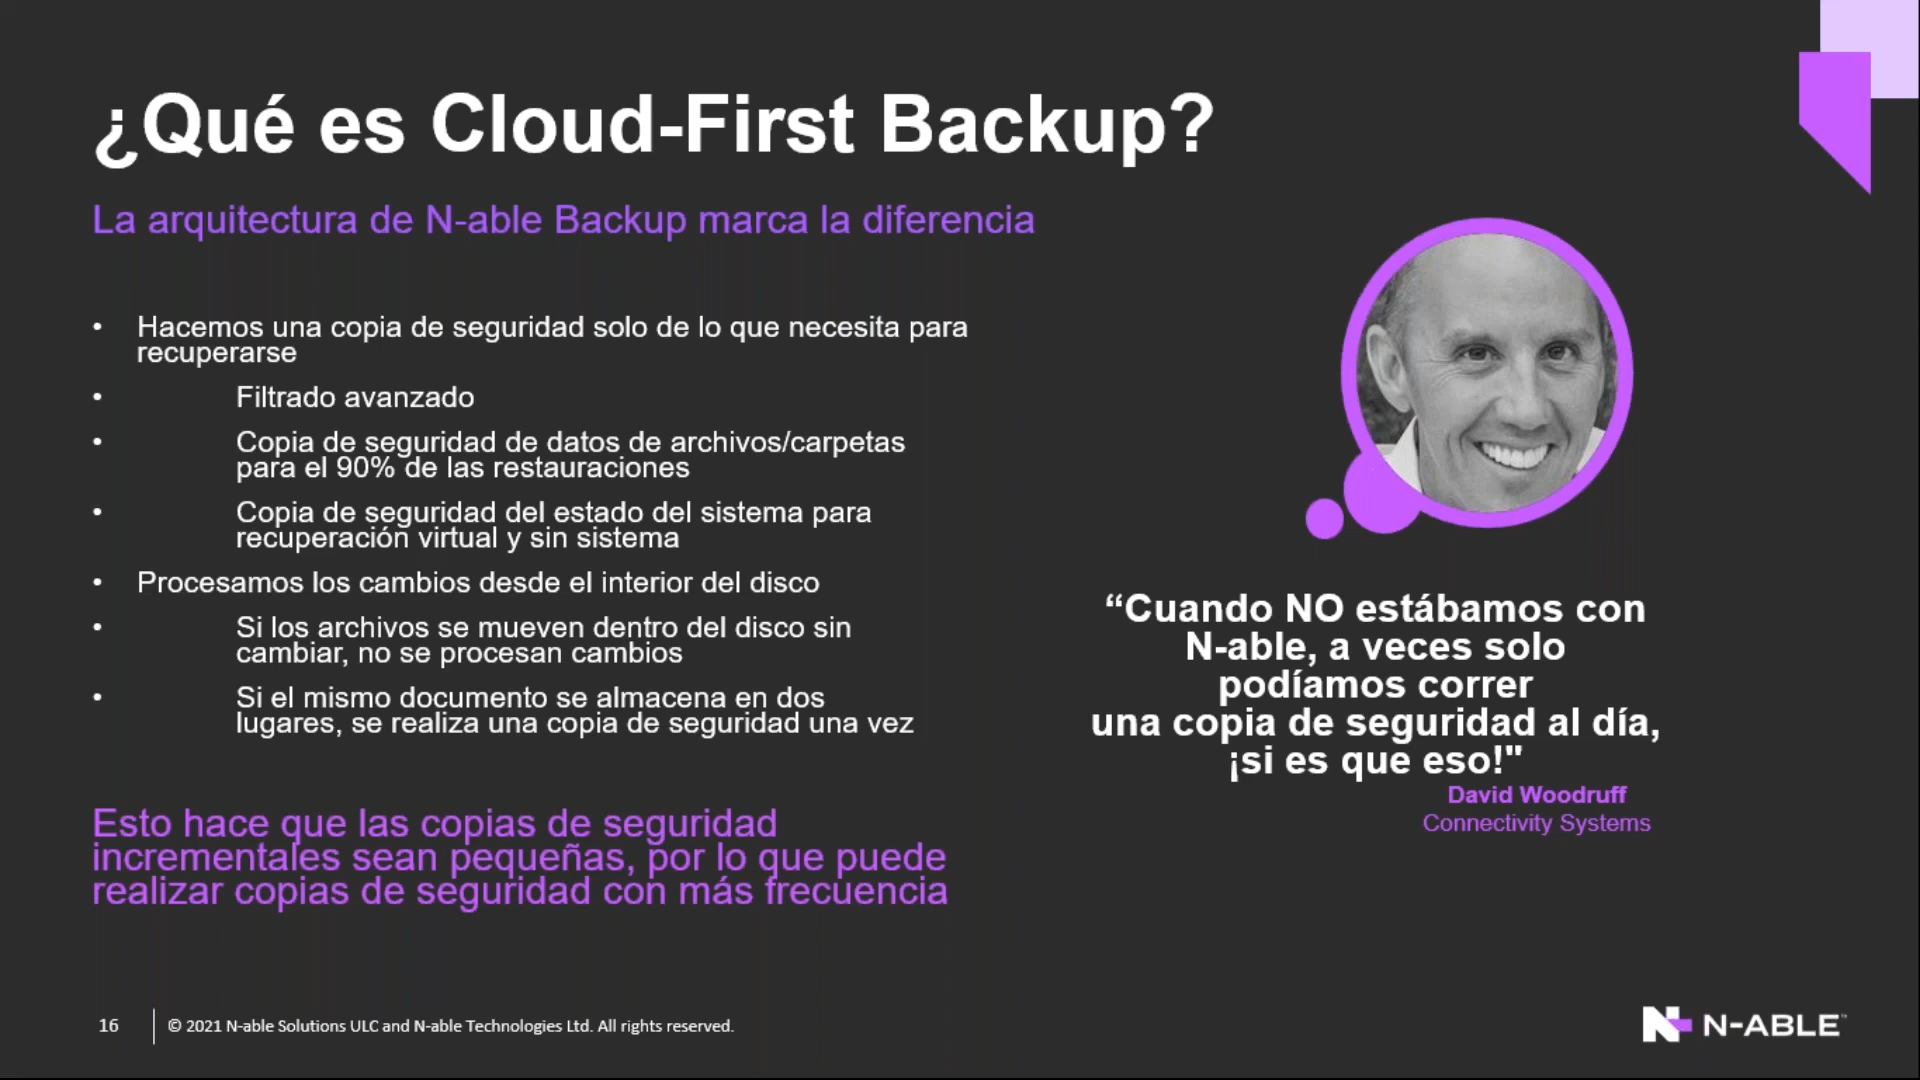 ¿Qué es Cloud-First Backup?
La arquitectura de N-able Backup marca la diferencia
• Hacemos una copia de seguridad solo de lo que necesita para
recuperarse
• Filtrado avanzado
• Copia de seguridad de datos de archivos/carpetas
para el 90% de las restauraciones
• Copia de seguridad del estado del sistema para
recuperación virtual y sin sistema
• Procesamos los cambios desde el interior del disco
• Si los archivos se mueven dentro del disco sin
cambiar, no se procesan cambios
• Si el mismo documento se almacena en dos
lugares, se realiza una copia de seguridad una vez
Esto hace que las copias de seguridad
incrementales sean pequeñas, por lo que puede
realizar copias de seguridad con más frecuencia
“Cuando NO estábamos con
N-able, a veces solo
podíamos correr
una copia de seguridad al día,
¡si es que eso!"
David Woodruff
Connectivity Systems
16
© 2021 N-able Solutions ULC and N-able Technologies Ltd. All rights reserved.
N-ABLE™